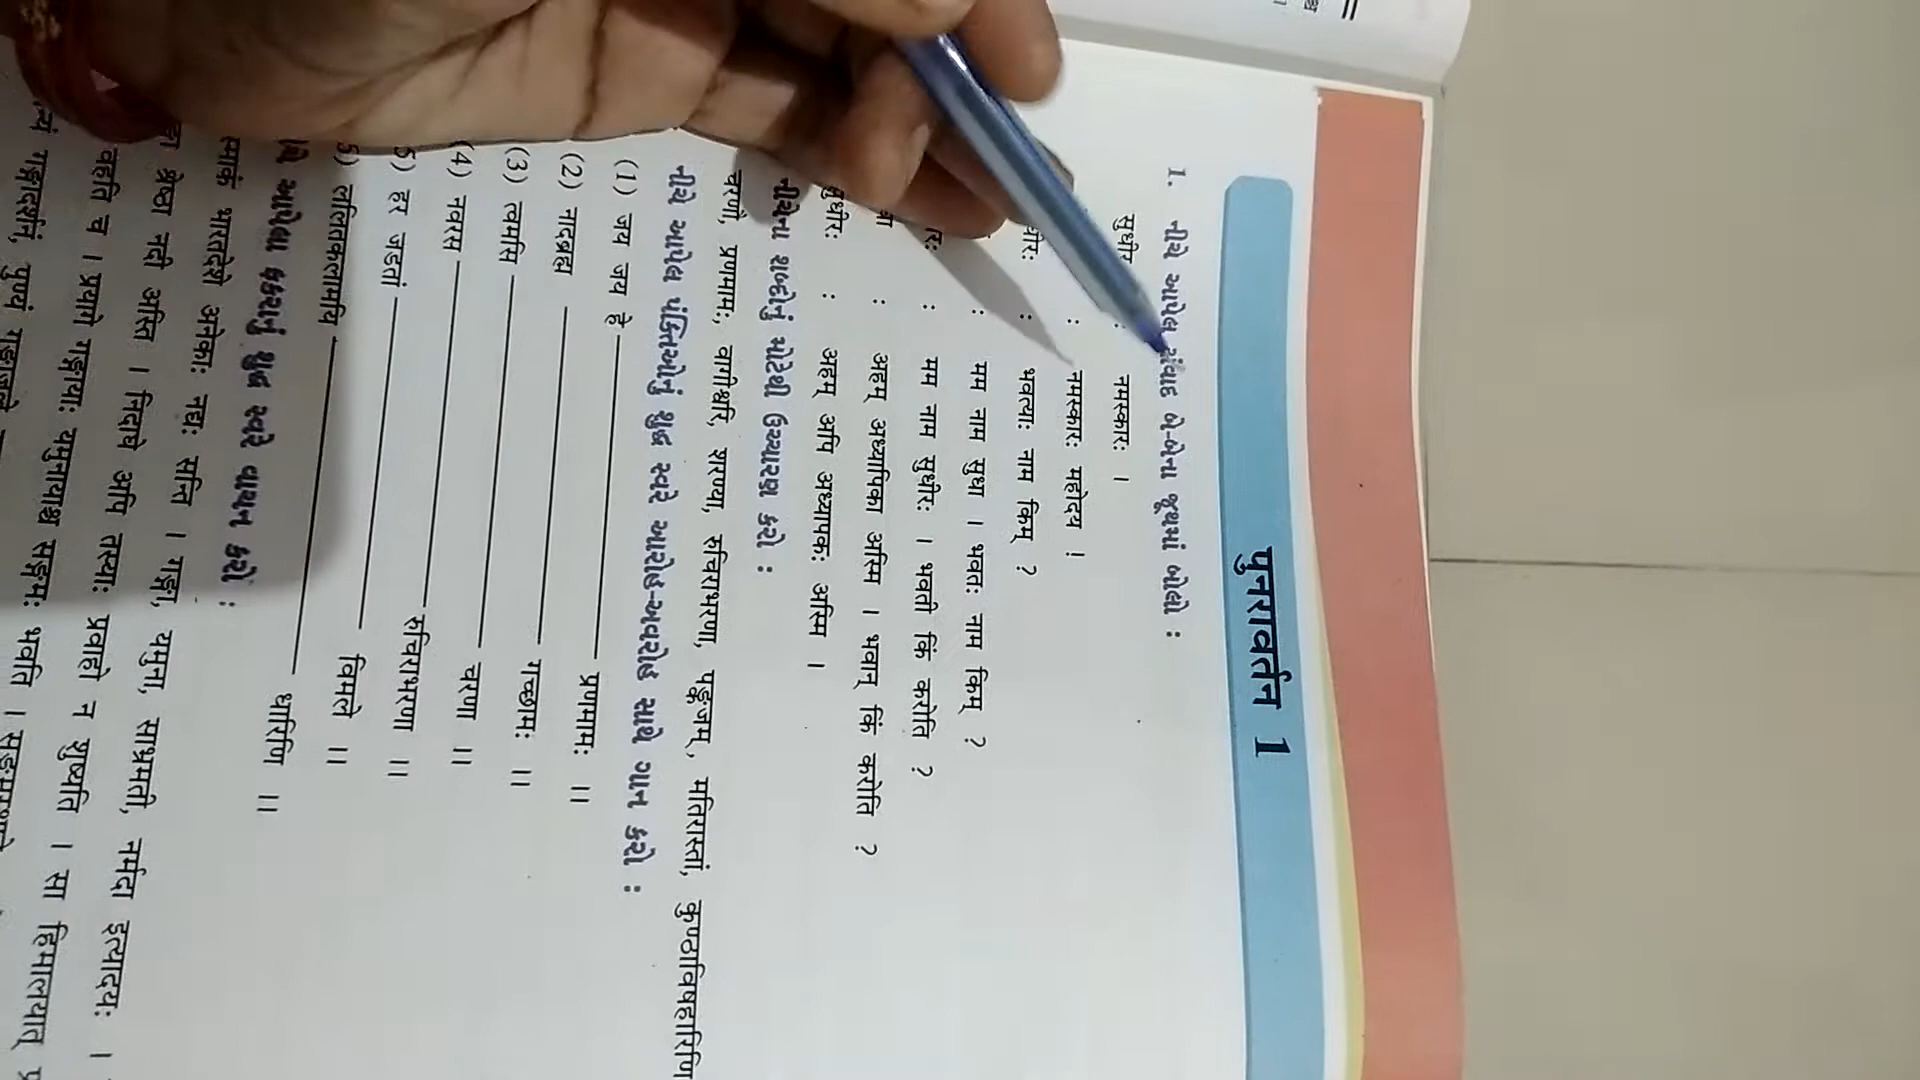 पुनरावर्तन 1
1. નીચે આપેલ સંવાદ બે-બેના જૂથમાં બોલો :
सुधीर : नमस्कारः ।
: नमस्कारः महोदय !
: भवत्याः नाम किम् ?
: मम नाम सुधा । भवतः नाम किम् ?
: मम नाम सुधीरः । भवती किं करोति ?
: अहम् अध्यापिका अस्मि । भवान् किं करोति ?
सुधीरः : अहम् अपि अध्यापकः अस्मि ।
નીચેના શબ્દોનું મોટેથી ઉચ્ચારણ કરો :
चरणौ, प्रणमामः, वागीश्वरि, शरण्या, रुचिराभरणा, पङ्कजम्, मतिरास्तां, कुण्ठाविषहारिणि
નીચે આપેલ પંક્તિઓનું શુદ્ધ સ્વરે આરોહ-અવરોહ સાથે ગાન કરો :
(1) जय जय हे ——— प्रणमामः ।।
(2) नादब्रह्म ——— गच्छामः ।।
(3) त्वमसि ——— चरणा ।।
(4) नवरस ——— रुचिराभरणा ।।
5) हर जडतां ——— विमले ।।
5) ललितकलामयि ——— धारिणि ।।
આપેલા ફકરાનું શુદ્ધ સ્વરે વાચન કરો :
भारतदेशे अनेकाः नद्यः सन्ति । गङ्गा, यमुना, साभ्रमती, नर्मदा इत्यादयः ।
श्रेष्ठा नदी अस्ति । निदाघे अपि तस्याः प्रवाहो न शुष्यति । सा हिमालयात्
वहति च । प्रयागे गङ्गायाः यमुनायाश्च सङ्गमः भवति ।
गङ्गादर्शनं, पुण्यं